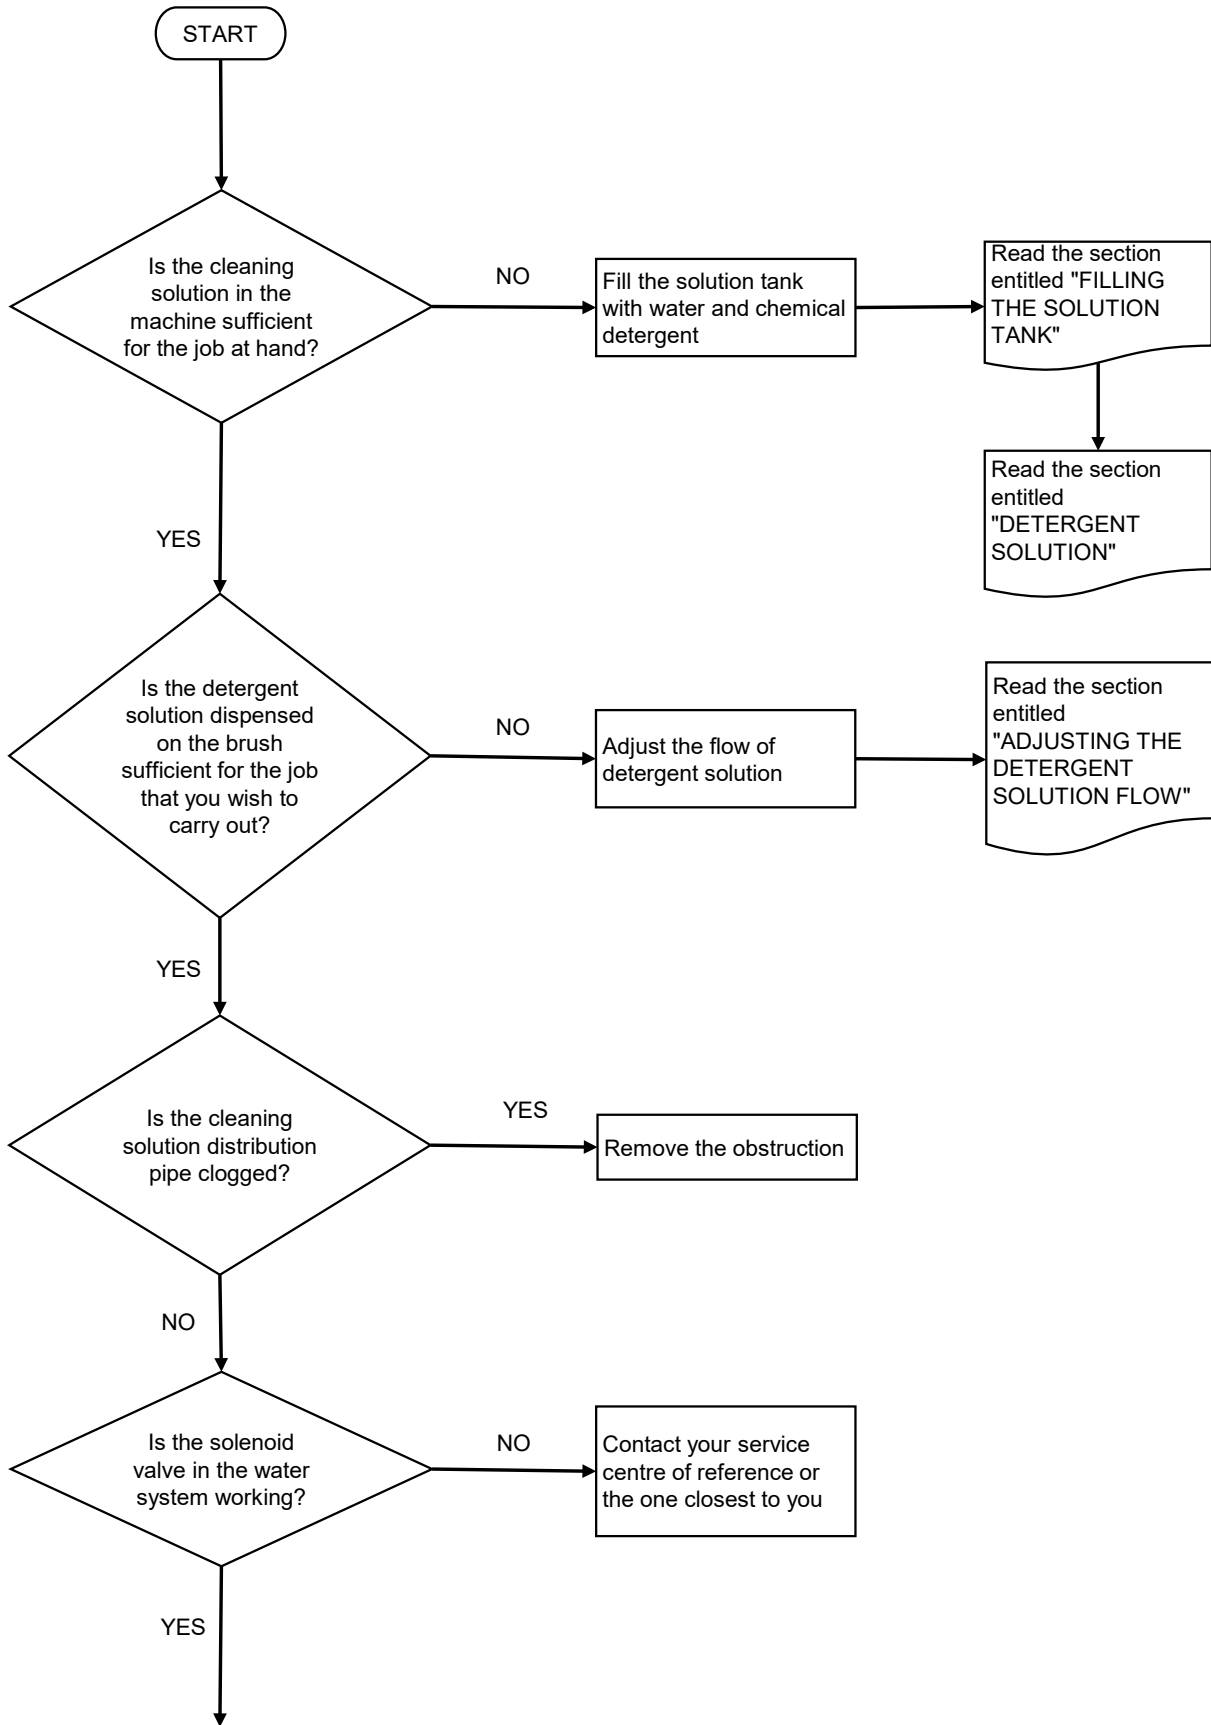 START
Is the cleaning
solution in the
machine sufficient
for the job at hand?
NO
Fill the solution tank
with water and chemical
detergent
Read the section
entitled "FILLING
THE SOLUTION
TANK"
Read the section
entitled
"DETERGENT
SOLUTION"
YES
Is the detergent
solution dispensed
on the brush
sufficient for the job
that you wish to
carry out?
NO
Adjust the flow of
detergent solution
Read the section
entitled
"ADJUSTING THE
DETERGENT
SOLUTION FLOW"
YES
Is the cleaning
solution distribution
pipe clogged?
YES
Remove the obstruction
NO
Is the solenoid
valve in the water
system working?
NO
Contact your service
centre of reference or
the one closest to you
YES